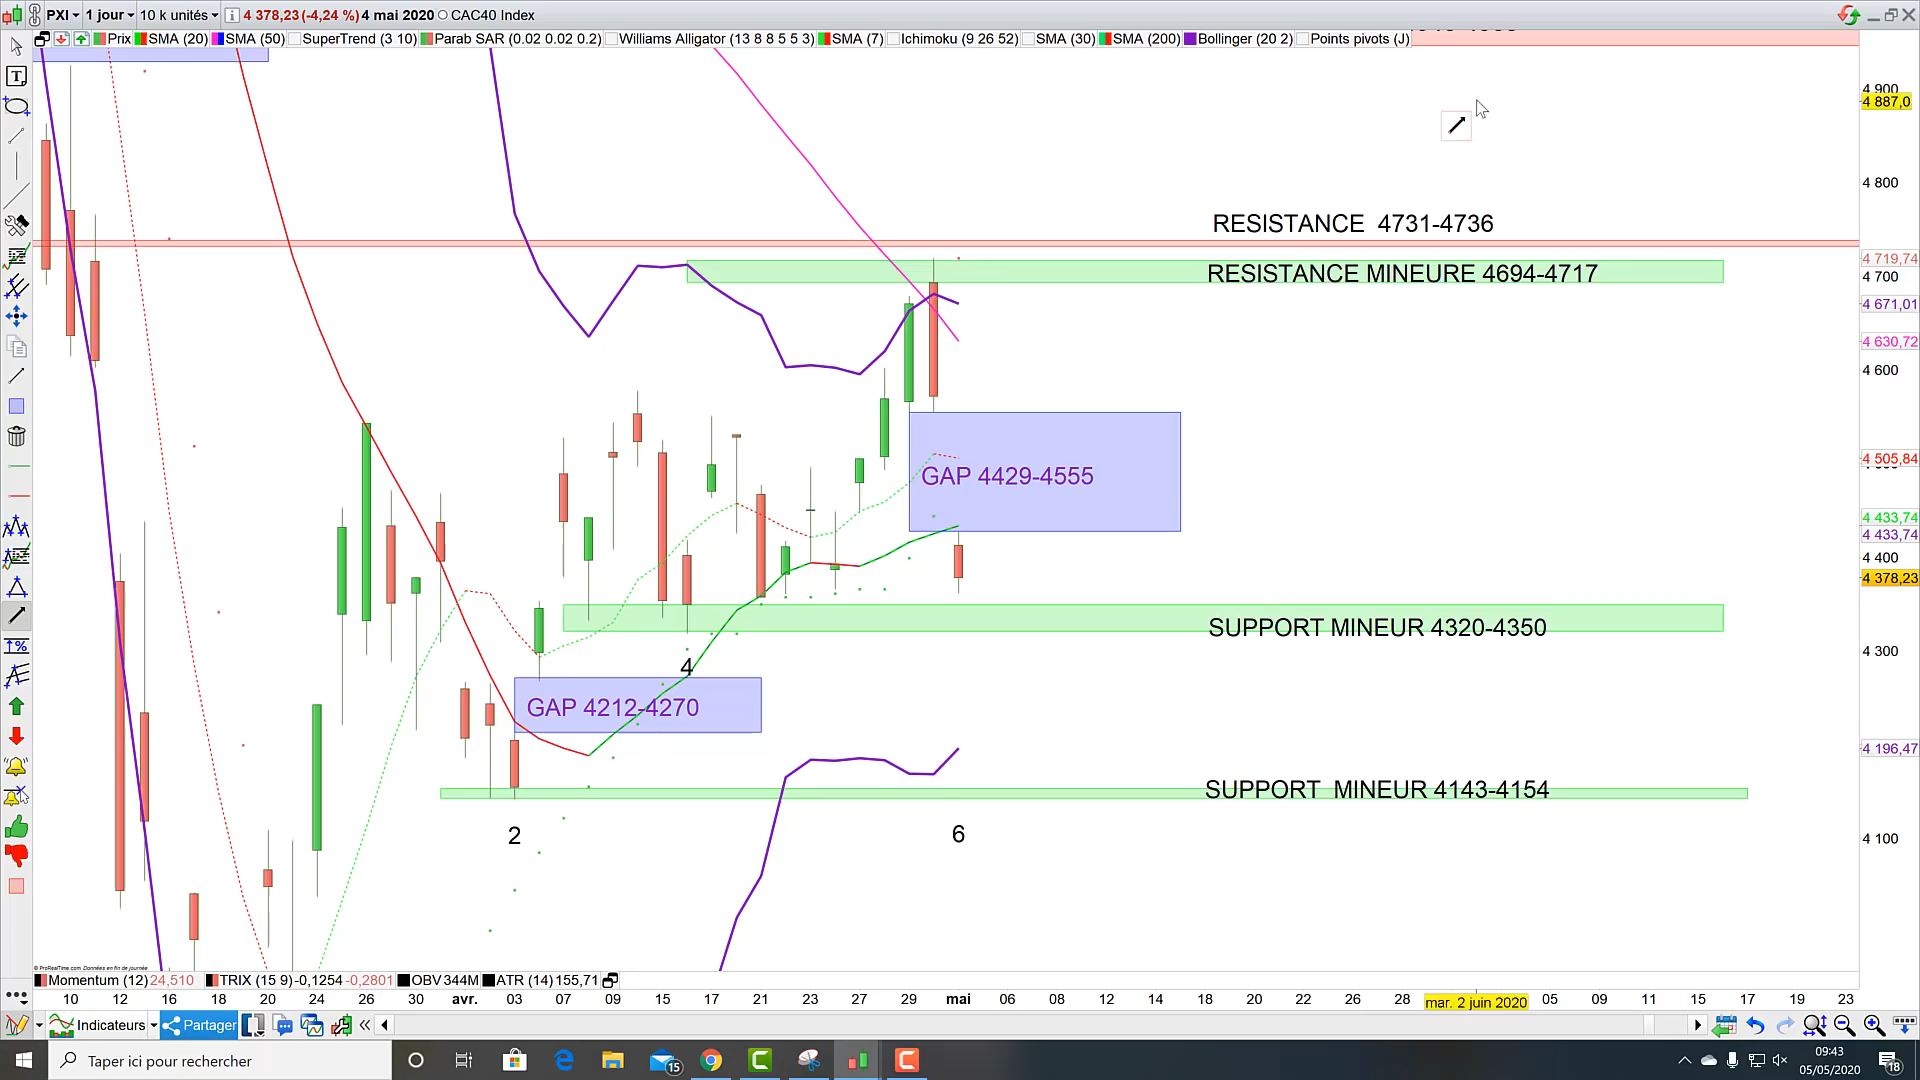 PXI 1 jour 10 k unités 4 378,23 (-4,24 %) 4 mai 2020 CAC40 Index
Prix SMA (20) SMA (50) SuperTrend (3 10) Parab SAR (0.02 0.02 0.2) Williams Alligator (13 8 8 5 5 3) SMA (7) Ichimoku (9 26 52) SMA (30) SMA (200) Bollinger (20 2) Points pivots (J)
4 900
4 887,0
4 800
RESISTANCE 4731-4736
4 719,74
RESISTANCE MINEURE 4694-4717
4 700
4 671,01
4 630,72
4 600
4 505,84
GAP 4429-4555
4 433,74
4 433,74
4 400
4 378,23
SUPPORT MINEUR 4320-4350
4 300
4
GAP 4212-4270
4 196,47
SUPPORT MINEUR 4143-4154
2
6
4 100
© ProRealTime.com Données en fin de journée
Momentum (12) 24,510 TRIX (15 9) -0,1254 -0,2801 OBV 344M ATR (14) 155,71
10 12 16 18 20 24 26 30 avr. 03 07 09 15 17 21 23 27 29 mai 06 08 12 14 18 20 22 26 28 mar. 2 juin 2020 05 09 11 15 17 19 23
Indicateurs Partager
Taper ici pour rechercher
15
09:43
05/05/2020
18